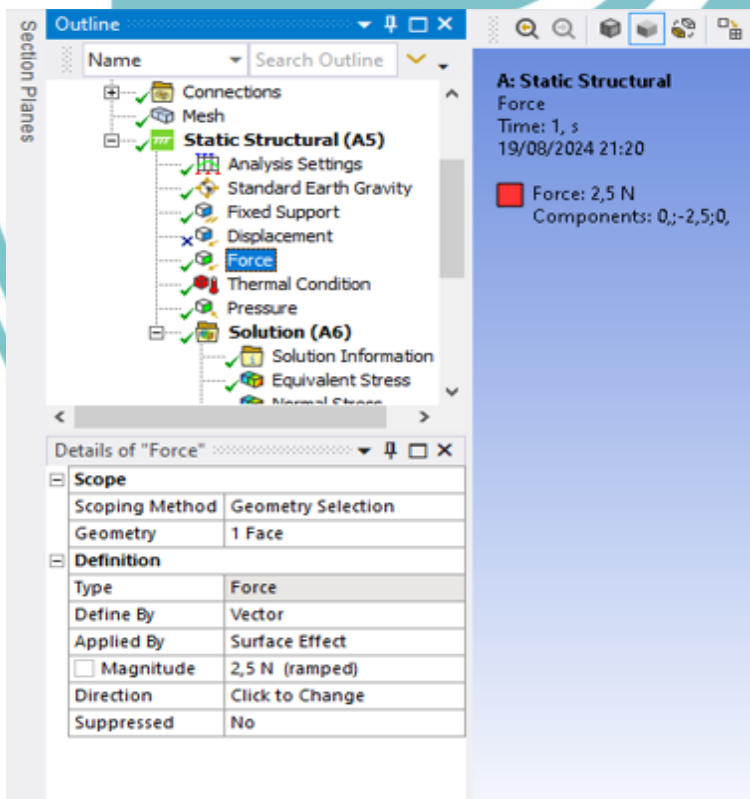 Section Planes
Outline
Name Search Outline
Connections
Mesh
Static Structural (A5)
Analysis Settings
Standard Earth Gravity
Fixed Support
Displacement
Force
Thermal Condition
Pressure
Solution (A6)
Solution Information
Equivalent Stress
Normal Stress
Details of "Force"
Scope
Scoping Method Geometry Selection
Geometry 1 Face
Definition
Type Force
Define By Vector
Applied By Surface Effect
Magnitude 2,5 N (ramped)
Direction Click to Change
Suppressed No
A: Static Structural
Force
Time: 1, s
19/08/2024 21:20
Force: 2,5 N
Components: 0,;-2,5;0,